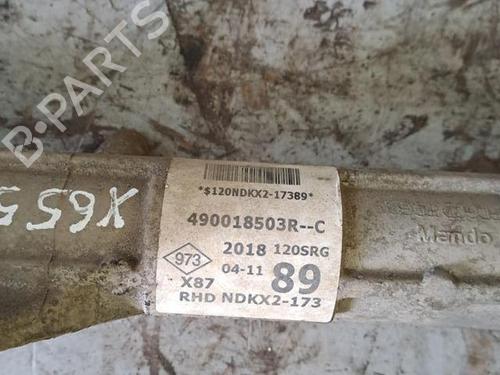 B-PARTS
*$120NDKX2-17389*
490018503R--C
973
2018 120SRG
04-11 89
X87
RHD NDKX2-173
X65
Mando